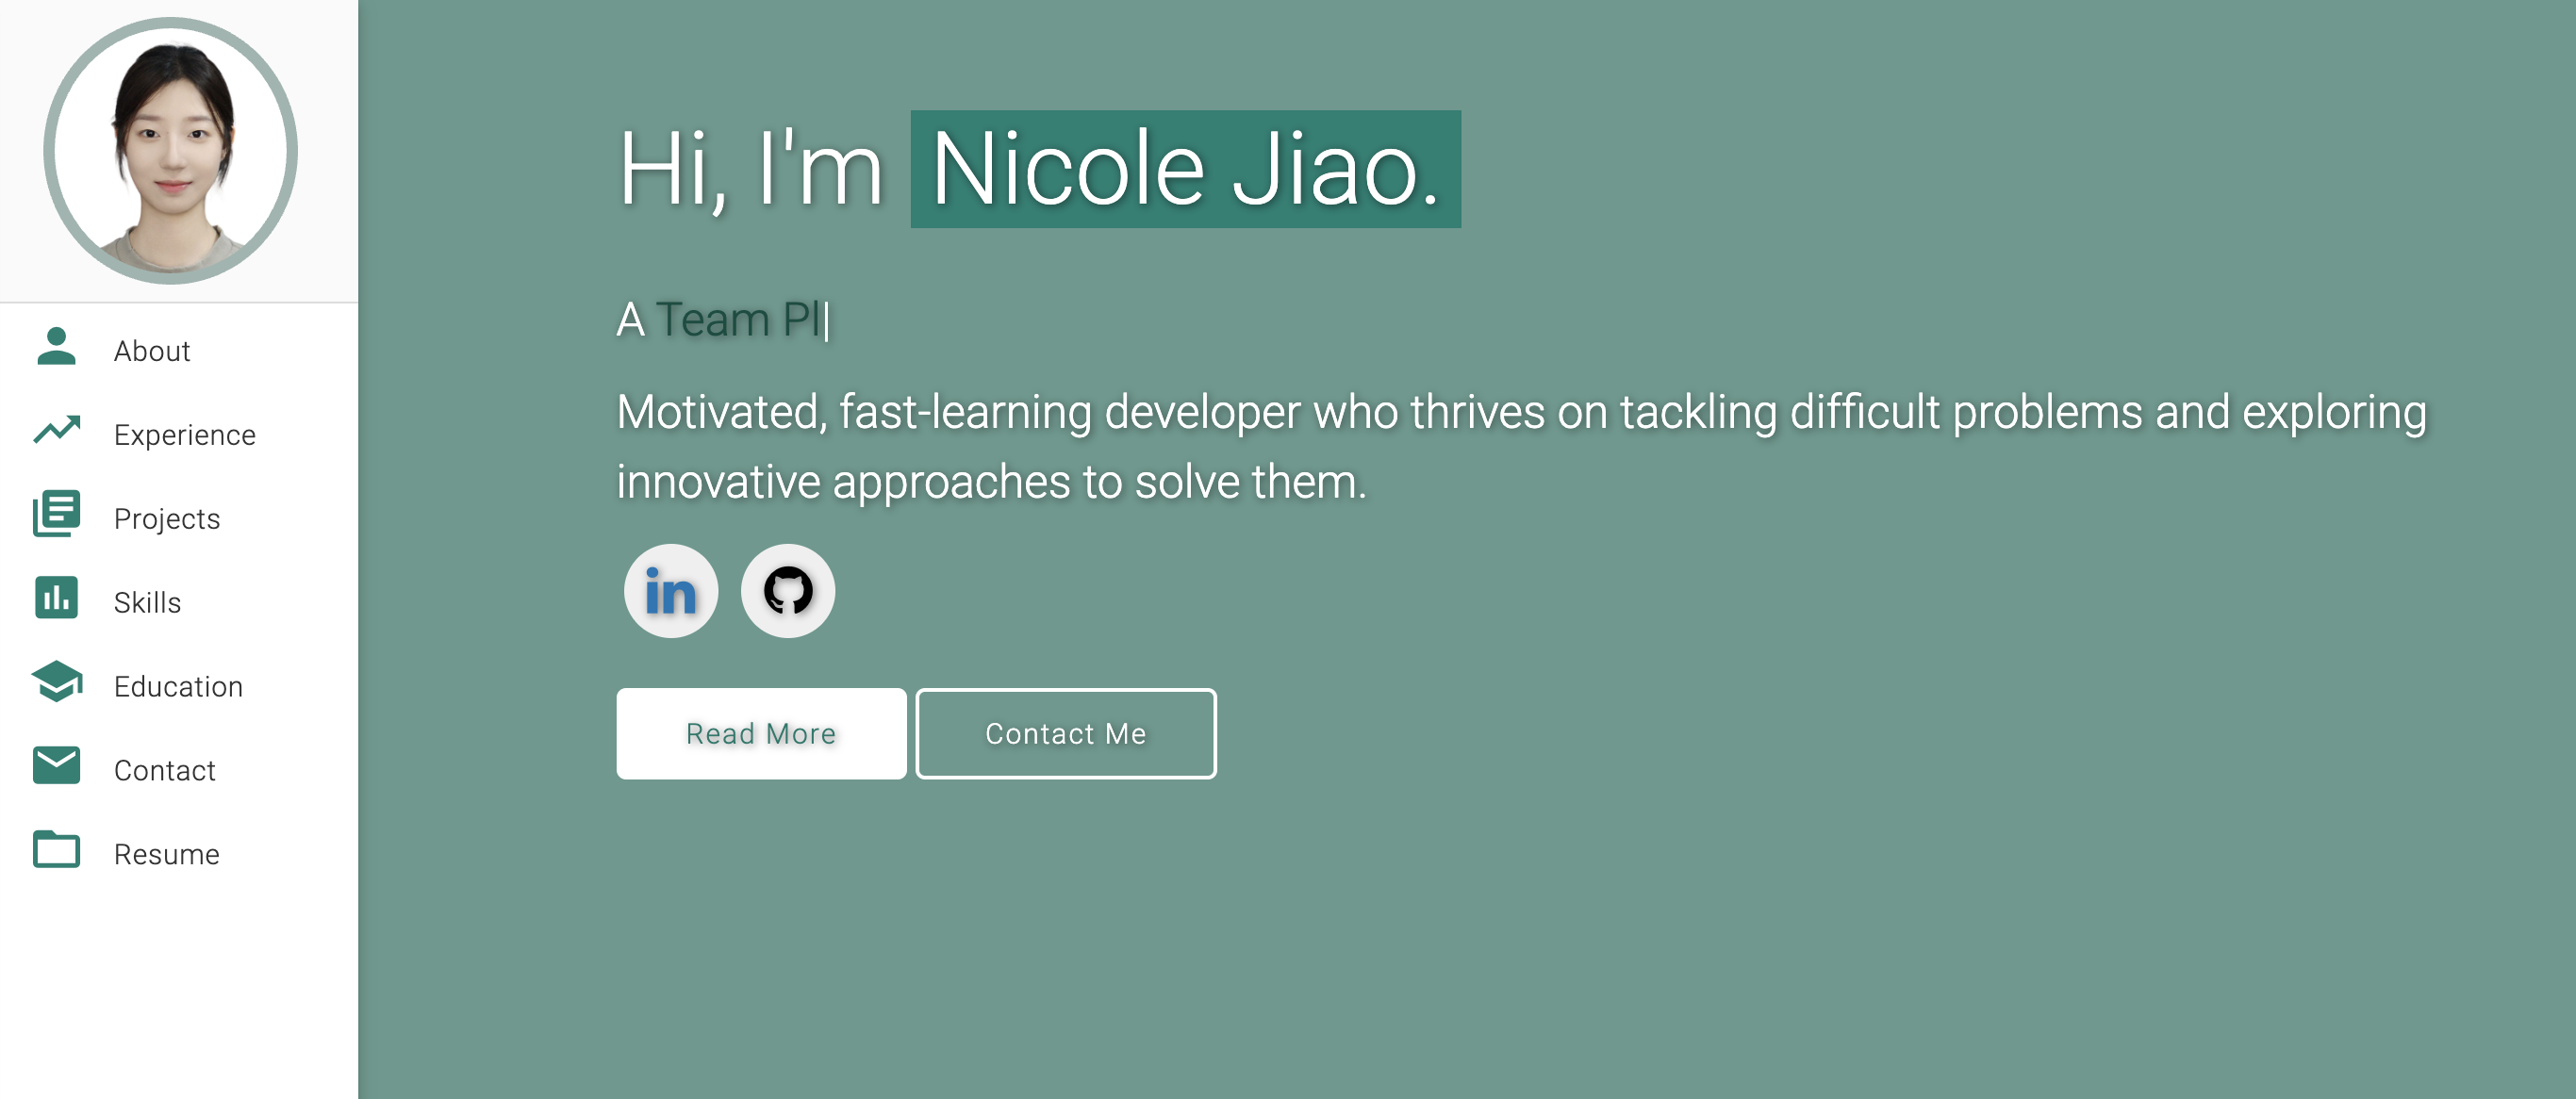 About
Experience
Projects
Skills
Education
Contact
Resume
Hi, I'm Nicole Jiao.
A Team Pl|
Motivated, fast-learning developer who thrives on tackling difficult problems and exploring
innovative approaches to solve them.
in
Read More
Contact Me